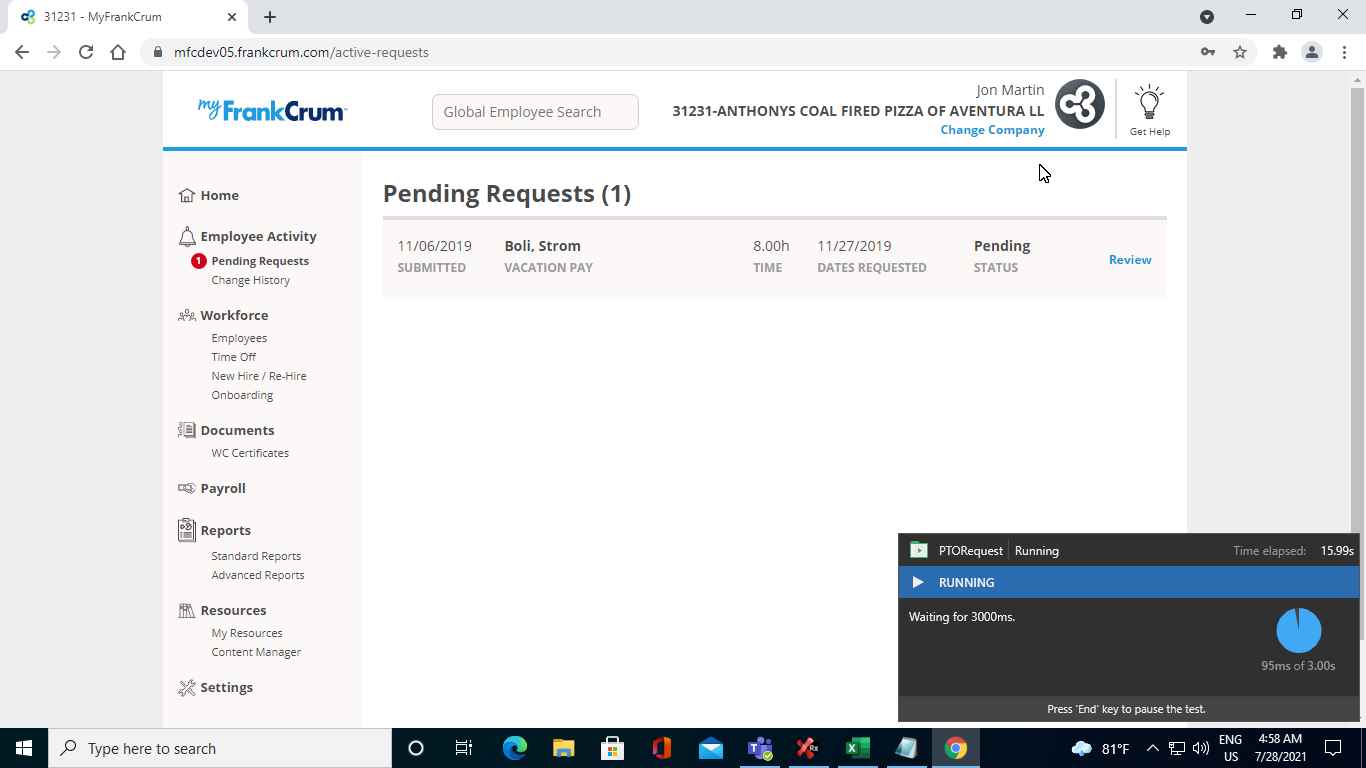 31231 - MyFrankCrum
mfcdev05.frankcrum.com/active-requests
myFrankCrum
Global Employee Search
Jon Martin
31231-ANTHONYS COAL FIRED PIZZA OF AVENTURA LL
Change Company
Get Help
Home
Employee Activity
1 Pending Requests
Change History
Workforce
Employees
Time Off
New Hire / Re-Hire
Onboarding
Documents
WC Certificates
Payroll
Reports
Standard Reports
Advanced Reports
Resources
My Resources
Content Manager
Settings
Pending Requests (1)
11/06/2019 Boli, Strom 8.00h 11/27/2019 Pending
SUBMITTED VACATION PAY TIME DATES REQUESTED STATUS
Review
PTORequest Running Time elapsed: 15.99s
RUNNING
Waiting for 3000ms.
95ms of 3.00s
Press 'End' key to pause the test.
Type here to search
Rx
81°F
ENG
US
4:58 AM
7/28/2021